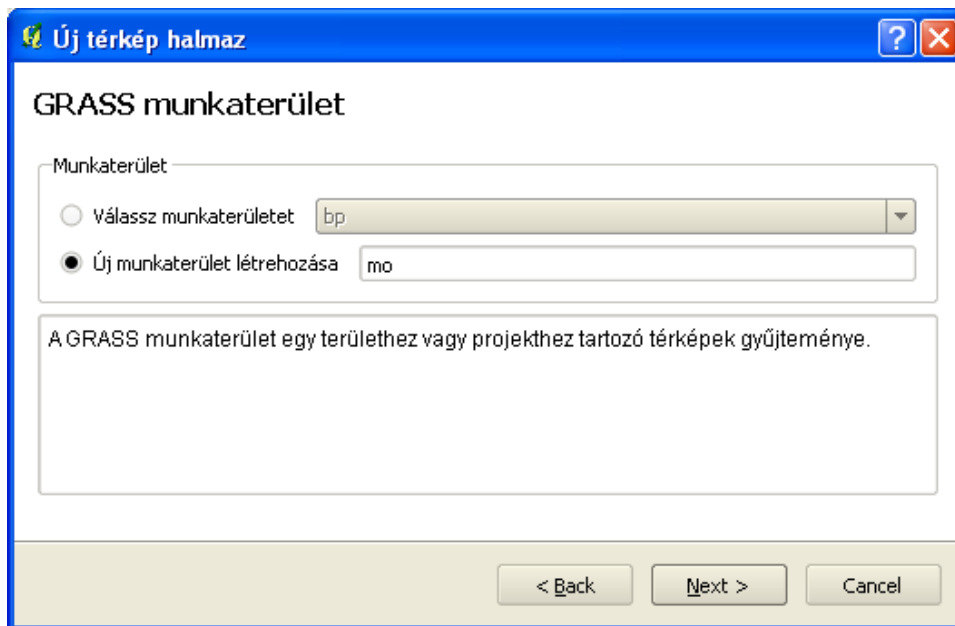 Új térkép halmaz
GRASS munkaterület
Munkaterület
Válassz munkaterületet bp
Új munkaterület létrehozása mo
A GRASS munkaterület egy területhez vagy projekthez tartozó térképek gyűjteménye.
< Back Next > Cancel